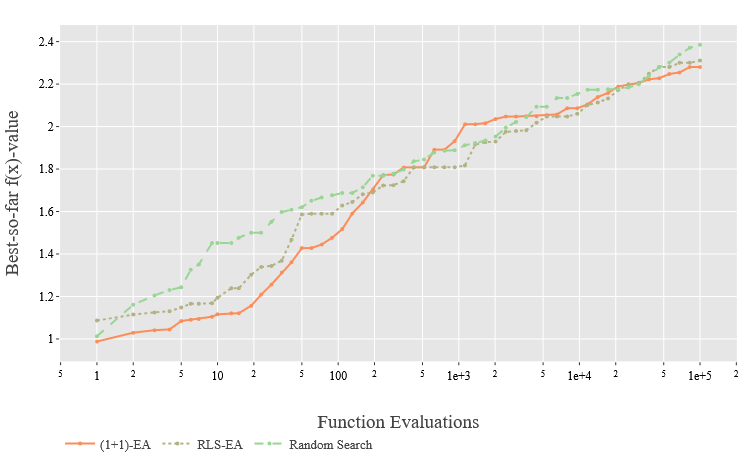 Best-so-far f(x)-value
2.4
2.2
2
1.8
1.6
1.4
1.2
1
5 1 2 5 10 2 5 100 2 5 1e+3 2 5 1e+4 2 5 1e+5 2
Function Evaluations
(1+1)-EA RLS-EA Random Search